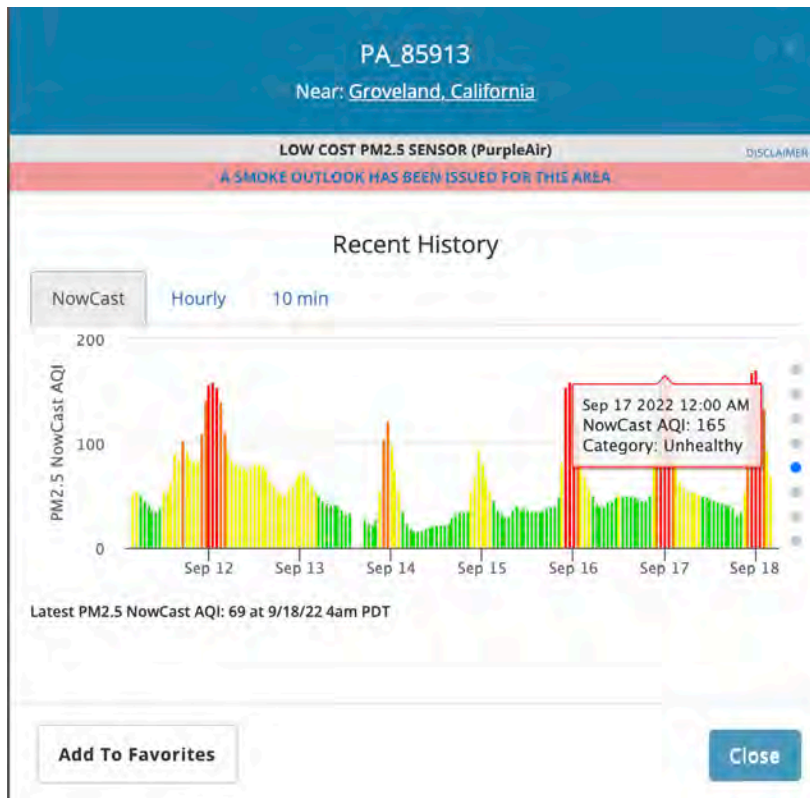 PA_85913
Near: Groveland, California
LOW COST PM2.5 SENSOR (PurpleAir)
DISCLAIMER
A SMOKE OUTLOOK HAS BEEN ISSUED FOR THIS AREA
Recent History
NowCast
Hourly
10 min
PM2.5 NowCast AQI
200
100
0
Sep 17 2022 12:00 AM
NowCast AQI: 165
Category: Unhealthy
Sep 12
Sep 13
Sep 14
Sep 15
Sep 16
Sep 17
Sep 18
Latest PM2.5 NowCast AQI: 69 at 9/18/22 4am PDT
Add To Favorites
Close